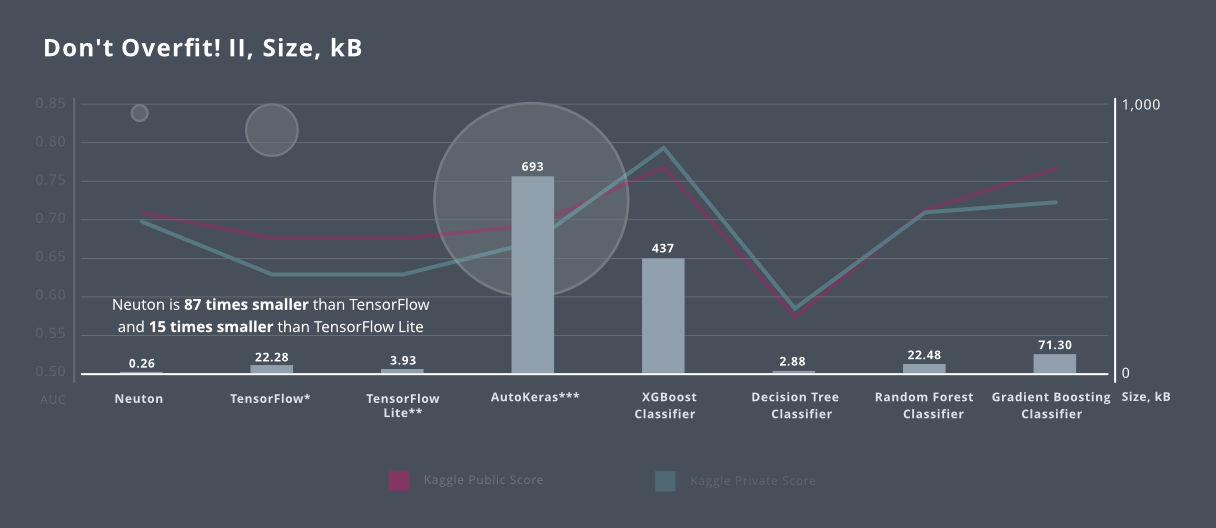 Don't Overfit! II, Size, kB
0.85
0.80
0.75
0.70
0.65
0.60
0.55
0.50
AUC
1,000
0
Size, kB
693
437
Neuton is 87 times smaller than TensorFlow
and 15 times smaller than TensorFlow Lite
0.26
22.28
3.93
2.88
22.48
71.30
Neuton
TensorFlow*
TensorFlow
Lite**
AutoKeras***
XGBoost
Classifier
Decision Tree
Classifier
Random Forest
Classifier
Gradient Boosting
Classifier
Kaggle Public Score
Kaggle Private Score